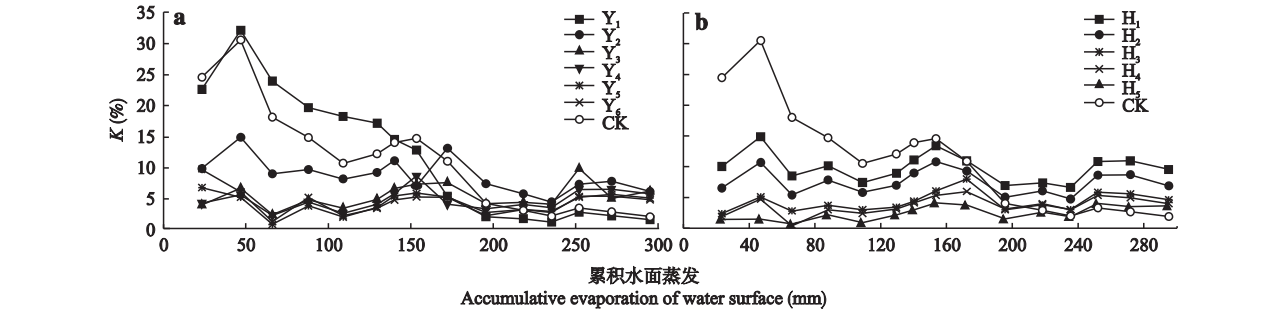 a
K (%)
35
30
25
20
15
10
5
0
0 50 100 150 200 250 300
Y1
Y2
Y3
Y4
Y5
Y6
CK
b
0 40 80 120 160 200 240 280
H1
H2
H3
H4
H5
CK
累积水面蒸发
Accumulative evaporation of water surface (mm)